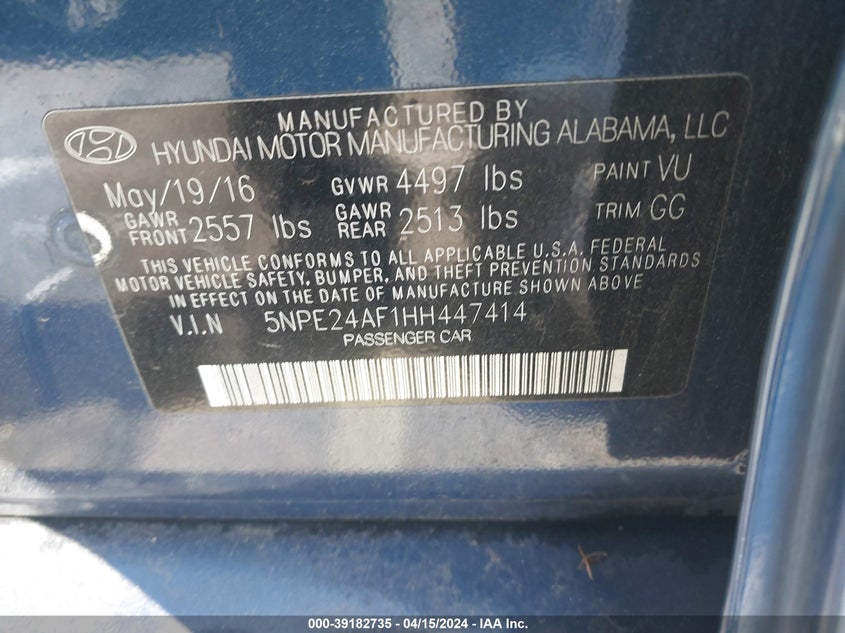 MANUFACTURED BY
HYUNDAI MOTOR MANUFACTURING ALABAMA, LLC
May/19/16 GVWR 4497 lbs PAINT VU
GAWR FRONT 2557 lbs GAWR REAR 2513 lbs TRIM GG
THIS VEHICLE CONFORMS TO ALL APPLICABLE U.S.A. FEDERAL
MOTOR VEHICLE SAFETY, BUMPER, AND THEFT PREVENTION STANDARDS
IN EFFECT ON THE DATE OF MANUFACTURE SHOWN ABOVE
V.I.N 5NPE24AF1HH447414
PASSENGER CAR
000-39182735 - 04/15/2024 - IAA Inc.